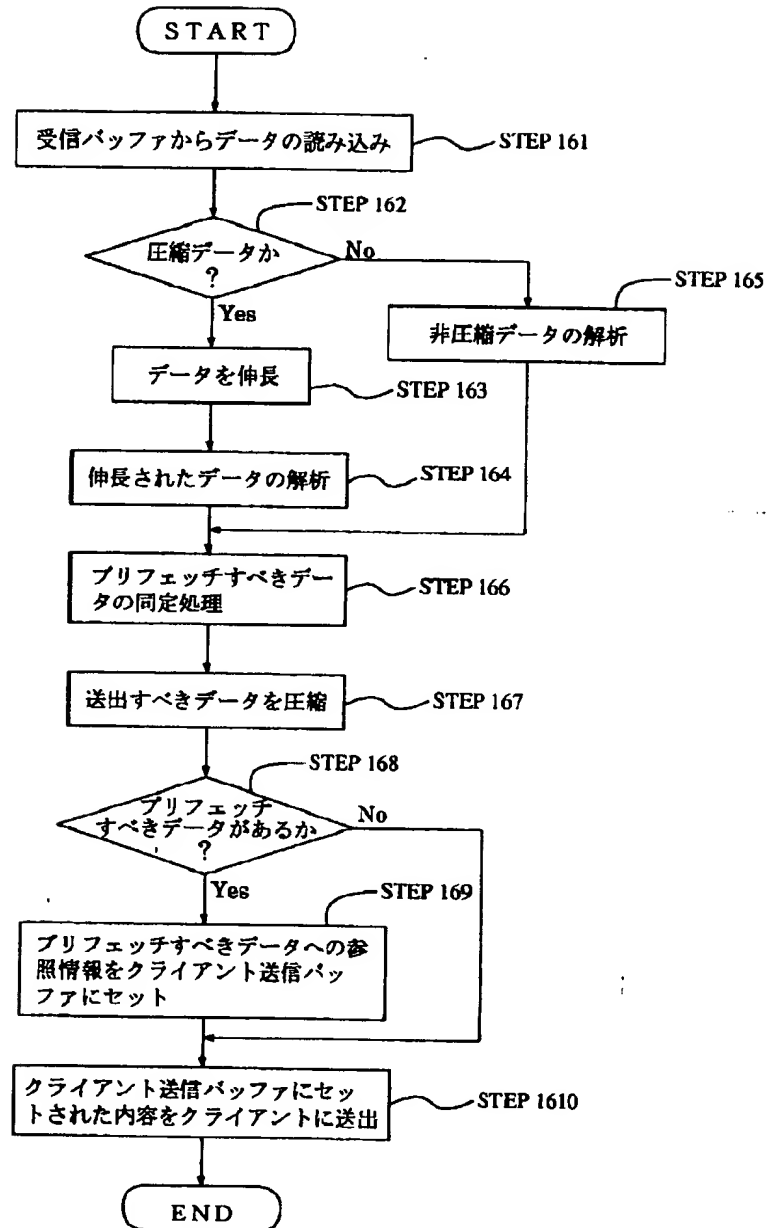 START
受信バッファからデータの読み込み
STEP 161
STEP 162
圧縮データか
?
No
Yes
STEP 165
非圧縮データの解析
データを伸長
STEP 163
伸長されたデータの解析
STEP 164
プリフェッチすべきデー
タの同定処理
STEP 166
送出すべきデータを圧縮
STEP 167
STEP 168
プリフェッチ
すべきデータがあるか
?
No
Yes
STEP 169
プリフェッチすべきデータへの参
照情報をクライアント送信バッ
ファにセット
クライアント送信バッファにセッ
トされた内容をクライアントに送出
STEP 1610
END